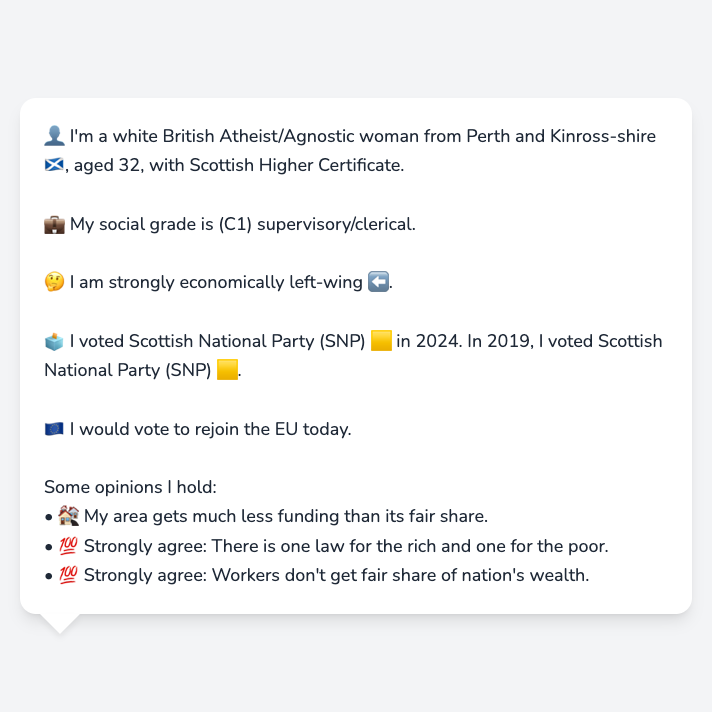 👤 I'm a white British Atheist/Agnostic woman from Perth and Kinross-shire
🏴󠁧󠁢󠁳󠁣󠁴󠁿, aged 32, with Scottish Higher Certificate.
💼 My social grade is (C1) supervisory/clerical.
🤔 I am strongly economically left-wing ⬅️.
🗳️ I voted Scottish National Party (SNP) 🟨 in 2024. In 2019, I voted Scottish
National Party (SNP) 🟨.
🇪🇺 I would vote to rejoin the EU today.
Some opinions I hold:
• 🏘️ My area gets much less funding than its fair share.
• 💯 Strongly agree: There is one law for the rich and one for the poor.
• 💯 Strongly agree: Workers don't get fair share of nation's wealth.